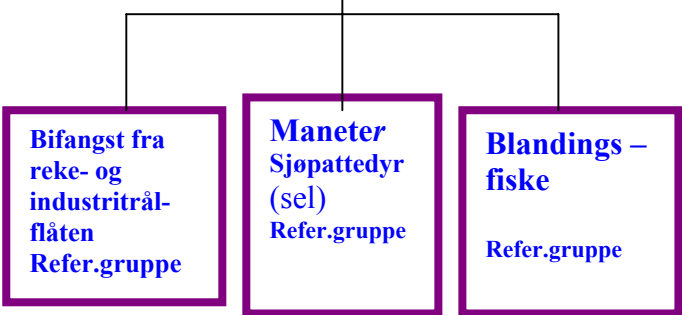 Bifangst fra
reke- og
industritrål-
flåten
Refer.gruppe
Maneter
Sjøpattedyr
(sel)
Refer.gruppe
Blandings –
fiske
Refer.gruppe